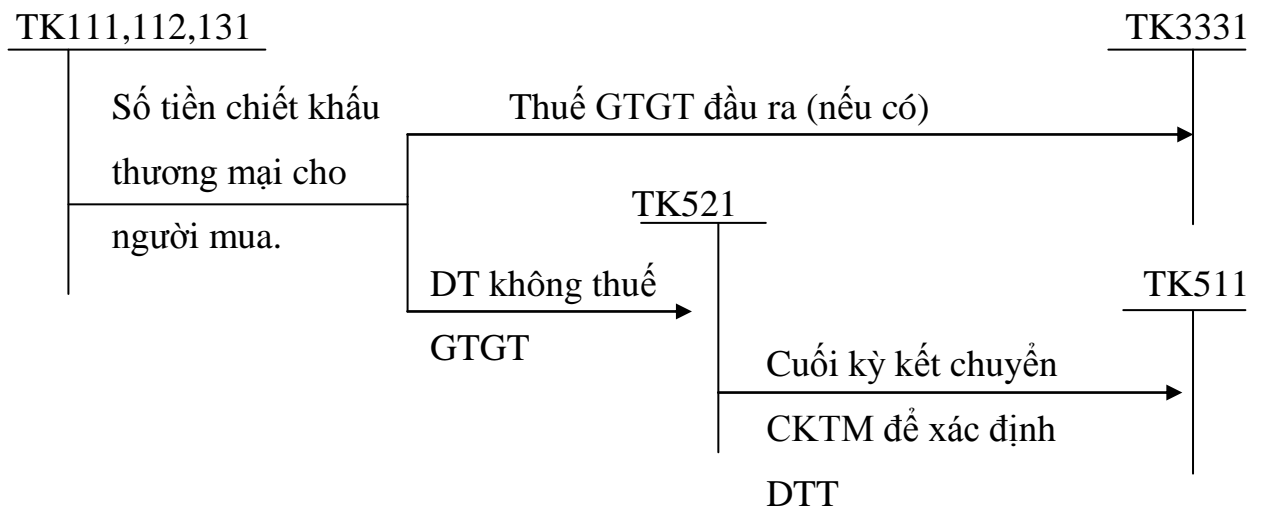 TK111,112,131
TK3331
Số tiền chiết khấu
thương mại cho
người mua.
Thuế GTGT đầu ra (nếu có)
TK521
DT không thuế
GTGT
TK511
Cuối kỳ kết chuyển
CKTM để xác định
DTT